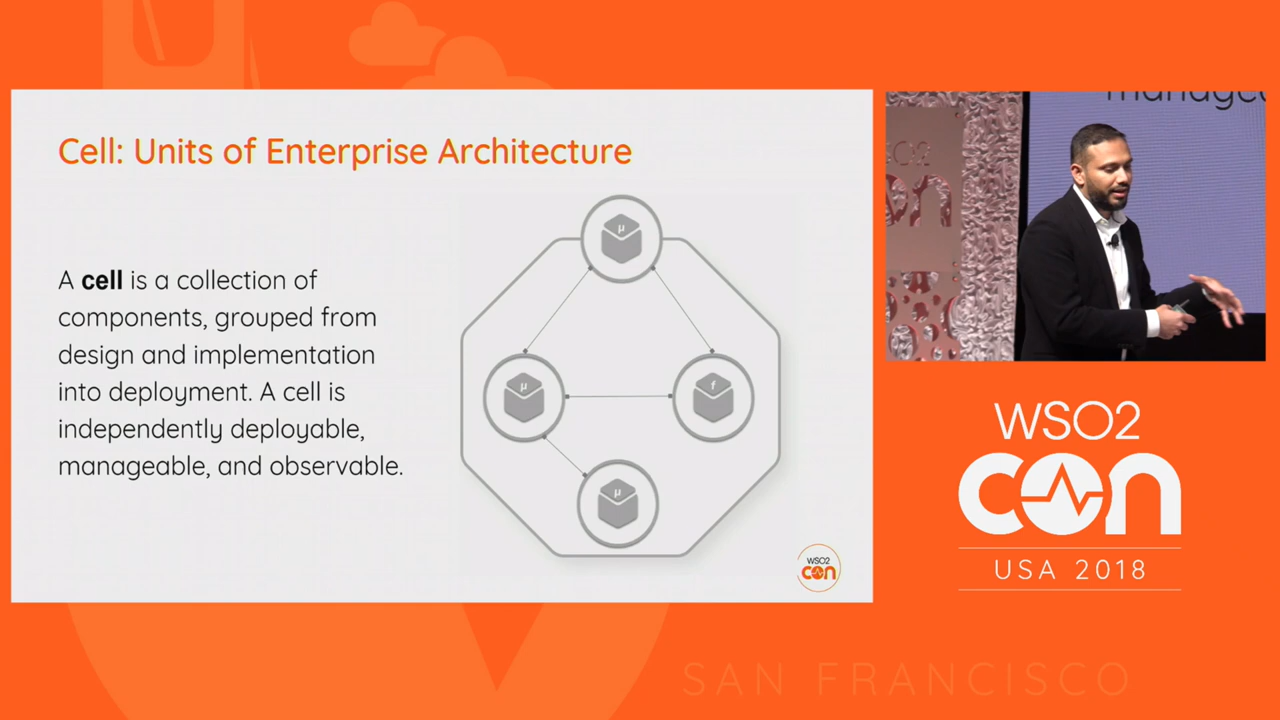 Cell: Units of Enterprise Architecture
A cell is a collection of
components, grouped from
design and implementation
into deployment. A cell is
independently deployable,
manageable, and observable.
µ
µ
f
µ
WSO2
con
WSO2
con
USA 2018
SAN FRANCISCO